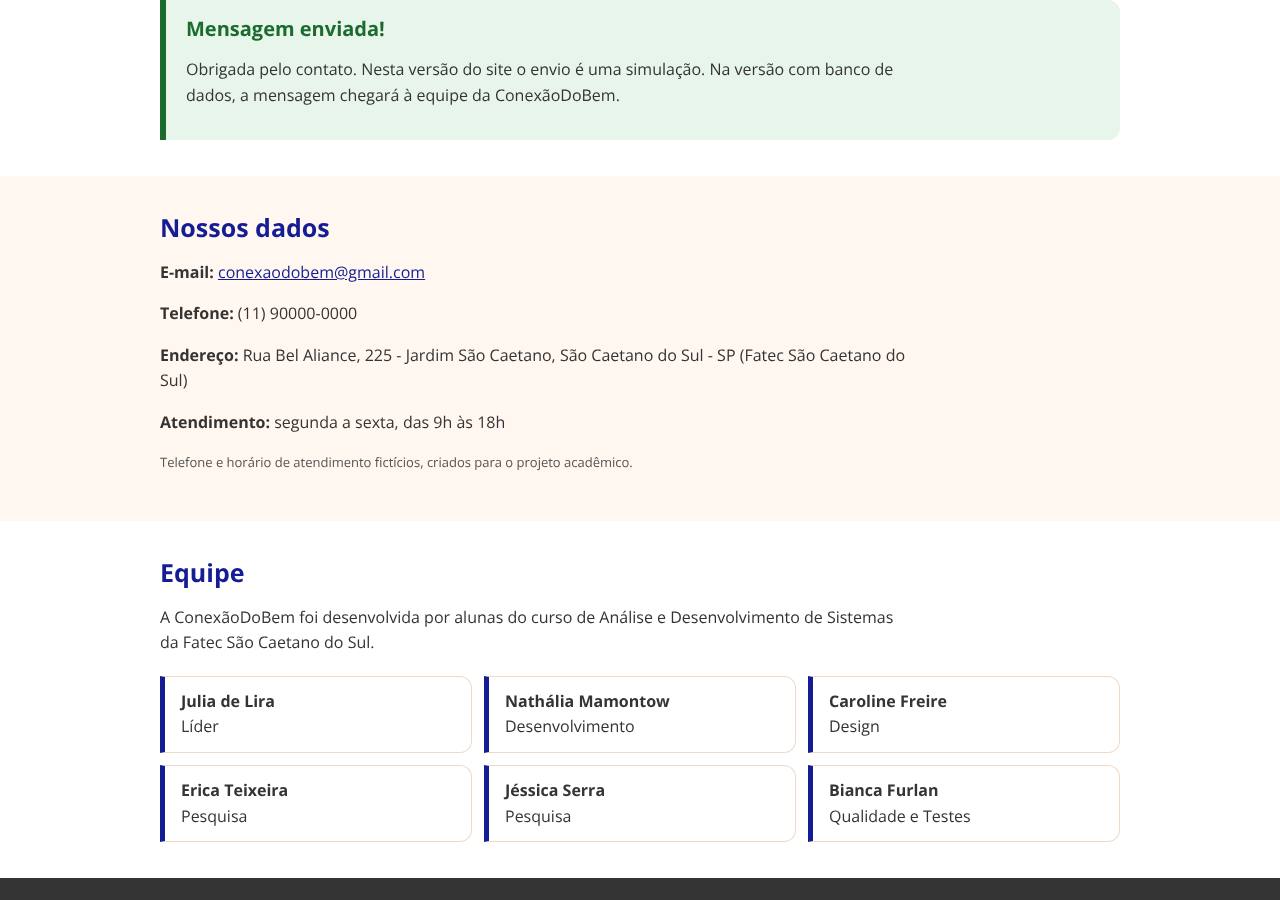 Mensagem enviada!
Obrigada pelo contato. Nesta versão do site o envio é uma simulação. Na versão com banco de
dados, a mensagem chegará à equipe da ConexãoDoBem.
Nossos dados
E-mail: conexaodobem@gmail.com
Telefone: (11) 90000-0000
Endereço: Rua Bel Aliance, 225 - Jardim São Caetano, São Caetano do Sul - SP (Fatec São Caetano do
Sul)
Atendimento: segunda a sexta, das 9h às 18h
Telefone e horário de atendimento fictícios, criados para o projeto acadêmico.
Equipe
A ConexãoDoBem foi desenvolvida por alunas do curso de Análise e Desenvolvimento de Sistemas
da Fatec São Caetano do Sul.
Julia de Lira
Líder
Nathália Mamontow
Desenvolvimento
Caroline Freire
Design
Erica Teixeira
Pesquisa
Jéssica Serra
Pesquisa
Bianca Furlan
Qualidade e Testes